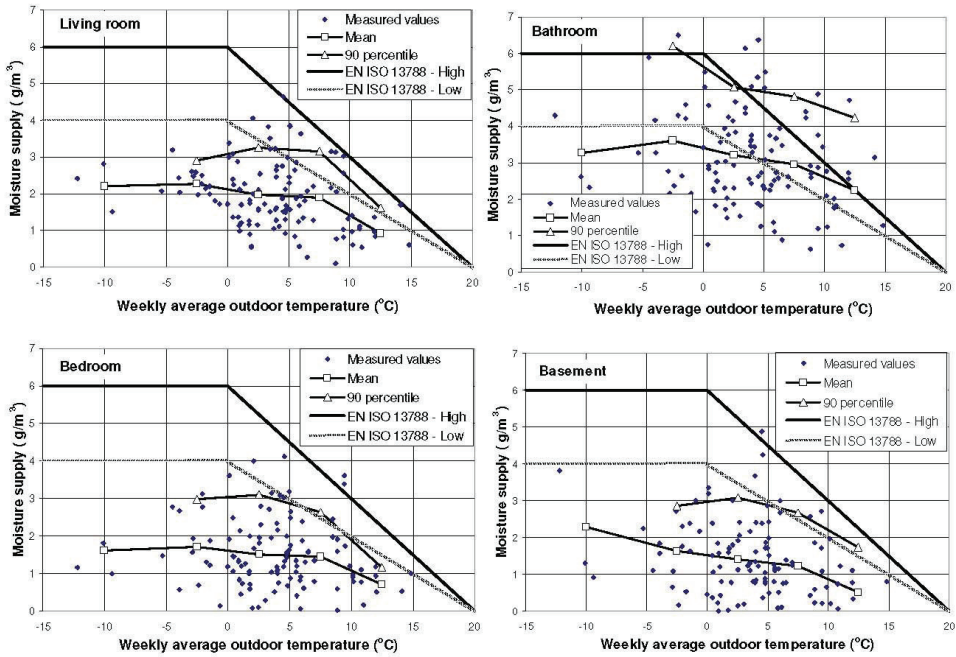 Living room
Measured values
Mean
90 percentile
EN ISO 13788 - High
EN ISO 13788 - Low
Moisture supply ( g/m³)
7
6
5
4
3
2
1
0
-15 -10 -5 0 5 10 15 20
Weekly average outdoor temperature (°C)
Bathroom
Measured values
Mean
90 percentile
EN ISO 13788 - High
EN ISO 13788 - Low
Moisture supply ( g/m³)
7
6
5
4
3
2
1
0
-15 -10 -5 0 5 10 15 20
Weekly average outdoor temperature (°C)
Bedroom
Measured values
Mean
90 percentile
EN ISO 13788 - High
EN ISO 13788 - Low
Moisture supply ( g/m³)
7
6
5
4
3
2
1
0
-15 -10 -5 0 5 10 15 20
Weekly average outdoor temperature (°C)
Basement
Measured values
Mean
90 percentile
EN ISO 13788 - High
EN ISO 13788 - Low
Moisture supply ( g/m³)
7
6
5
4
3
2
1
0
-15 -10 -5 0 5 10 15 20
Weekly average outdoor temperature (°C)